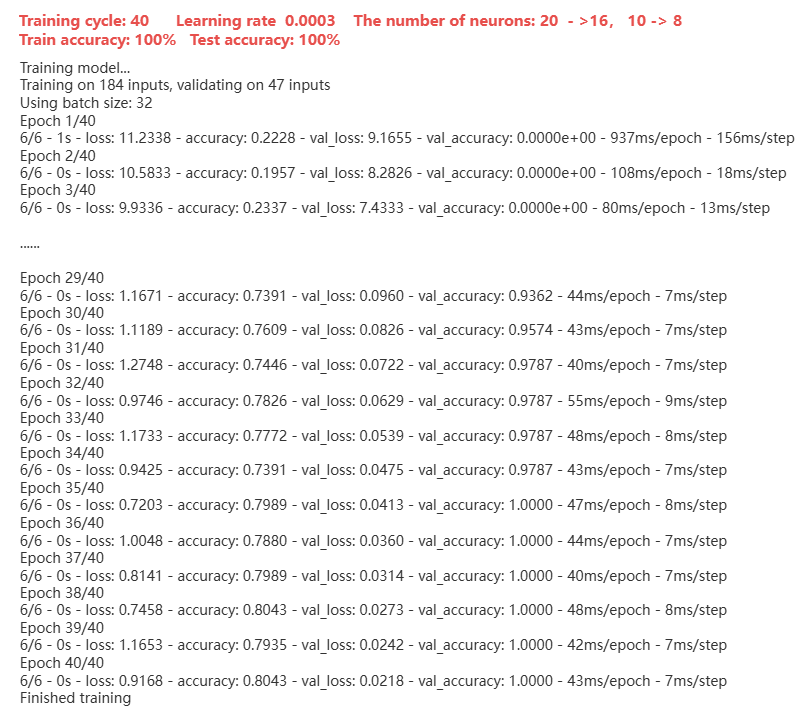 Training cycle: 40 Learning rate 0.0003 The number of neurons: 20 - >16, 10 -> 8
Train accuracy: 100% Test accuracy: 100%
Training model...
Training on 184 inputs, validating on 47 inputs
Using batch size: 32
Epoch 1/40
6/6 - 1s - loss: 11.2338 - accuracy: 0.2228 - val_loss: 9.1655 - val_accuracy: 0.0000e+00 - 937ms/epoch - 156ms/step
Epoch 2/40
6/6 - 0s - loss: 10.5833 - accuracy: 0.1957 - val_loss: 8.2826 - val_accuracy: 0.0000e+00 - 108ms/epoch - 18ms/step
Epoch 3/40
6/6 - 0s - loss: 9.9336 - accuracy: 0.2337 - val_loss: 7.4333 - val_accuracy: 0.0000e+00 - 80ms/epoch - 13ms/step
......
Epoch 29/40
6/6 - 0s - loss: 1.1671 - accuracy: 0.7391 - val_loss: 0.0960 - val_accuracy: 0.9362 - 44ms/epoch - 7ms/step
Epoch 30/40
6/6 - 0s - loss: 1.1189 - accuracy: 0.7609 - val_loss: 0.0826 - val_accuracy: 0.9574 - 43ms/epoch - 7ms/step
Epoch 31/40
6/6 - 0s - loss: 1.2748 - accuracy: 0.7446 - val_loss: 0.0722 - val_accuracy: 0.9787 - 40ms/epoch - 7ms/step
Epoch 32/40
6/6 - 0s - loss: 0.9746 - accuracy: 0.7826 - val_loss: 0.0629 - val_accuracy: 0.9787 - 55ms/epoch - 9ms/step
Epoch 33/40
6/6 - 0s - loss: 1.1733 - accuracy: 0.7772 - val_loss: 0.0539 - val_accuracy: 0.9787 - 48ms/epoch - 8ms/step
Epoch 34/40
6/6 - 0s - loss: 0.9425 - accuracy: 0.7391 - val_loss: 0.0475 - val_accuracy: 0.9787 - 43ms/epoch - 7ms/step
Epoch 35/40
6/6 - 0s - loss: 0.7203 - accuracy: 0.7989 - val_loss: 0.0413 - val_accuracy: 1.0000 - 47ms/epoch - 8ms/step
Epoch 36/40
6/6 - 0s - loss: 1.0048 - accuracy: 0.7880 - val_loss: 0.0360 - val_accuracy: 1.0000 - 44ms/epoch - 7ms/step
Epoch 37/40
6/6 - 0s - loss: 0.8141 - accuracy: 0.7989 - val_loss: 0.0314 - val_accuracy: 1.0000 - 40ms/epoch - 7ms/step
Epoch 38/40
6/6 - 0s - loss: 0.7458 - accuracy: 0.8043 - val_loss: 0.0273 - val_accuracy: 1.0000 - 48ms/epoch - 8ms/step
Epoch 39/40
6/6 - 0s - loss: 1.1653 - accuracy: 0.7935 - val_loss: 0.0242 - val_accuracy: 1.0000 - 42ms/epoch - 7ms/step
Epoch 40/40
6/6 - 0s - loss: 0.9168 - accuracy: 0.8043 - val_loss: 0.0218 - val_accuracy: 1.0000 - 43ms/epoch - 7ms/step
Finished training